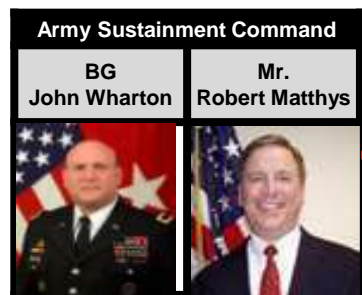 Army Sustainment Command
BG
John Wharton
Mr.
Robert Matthys